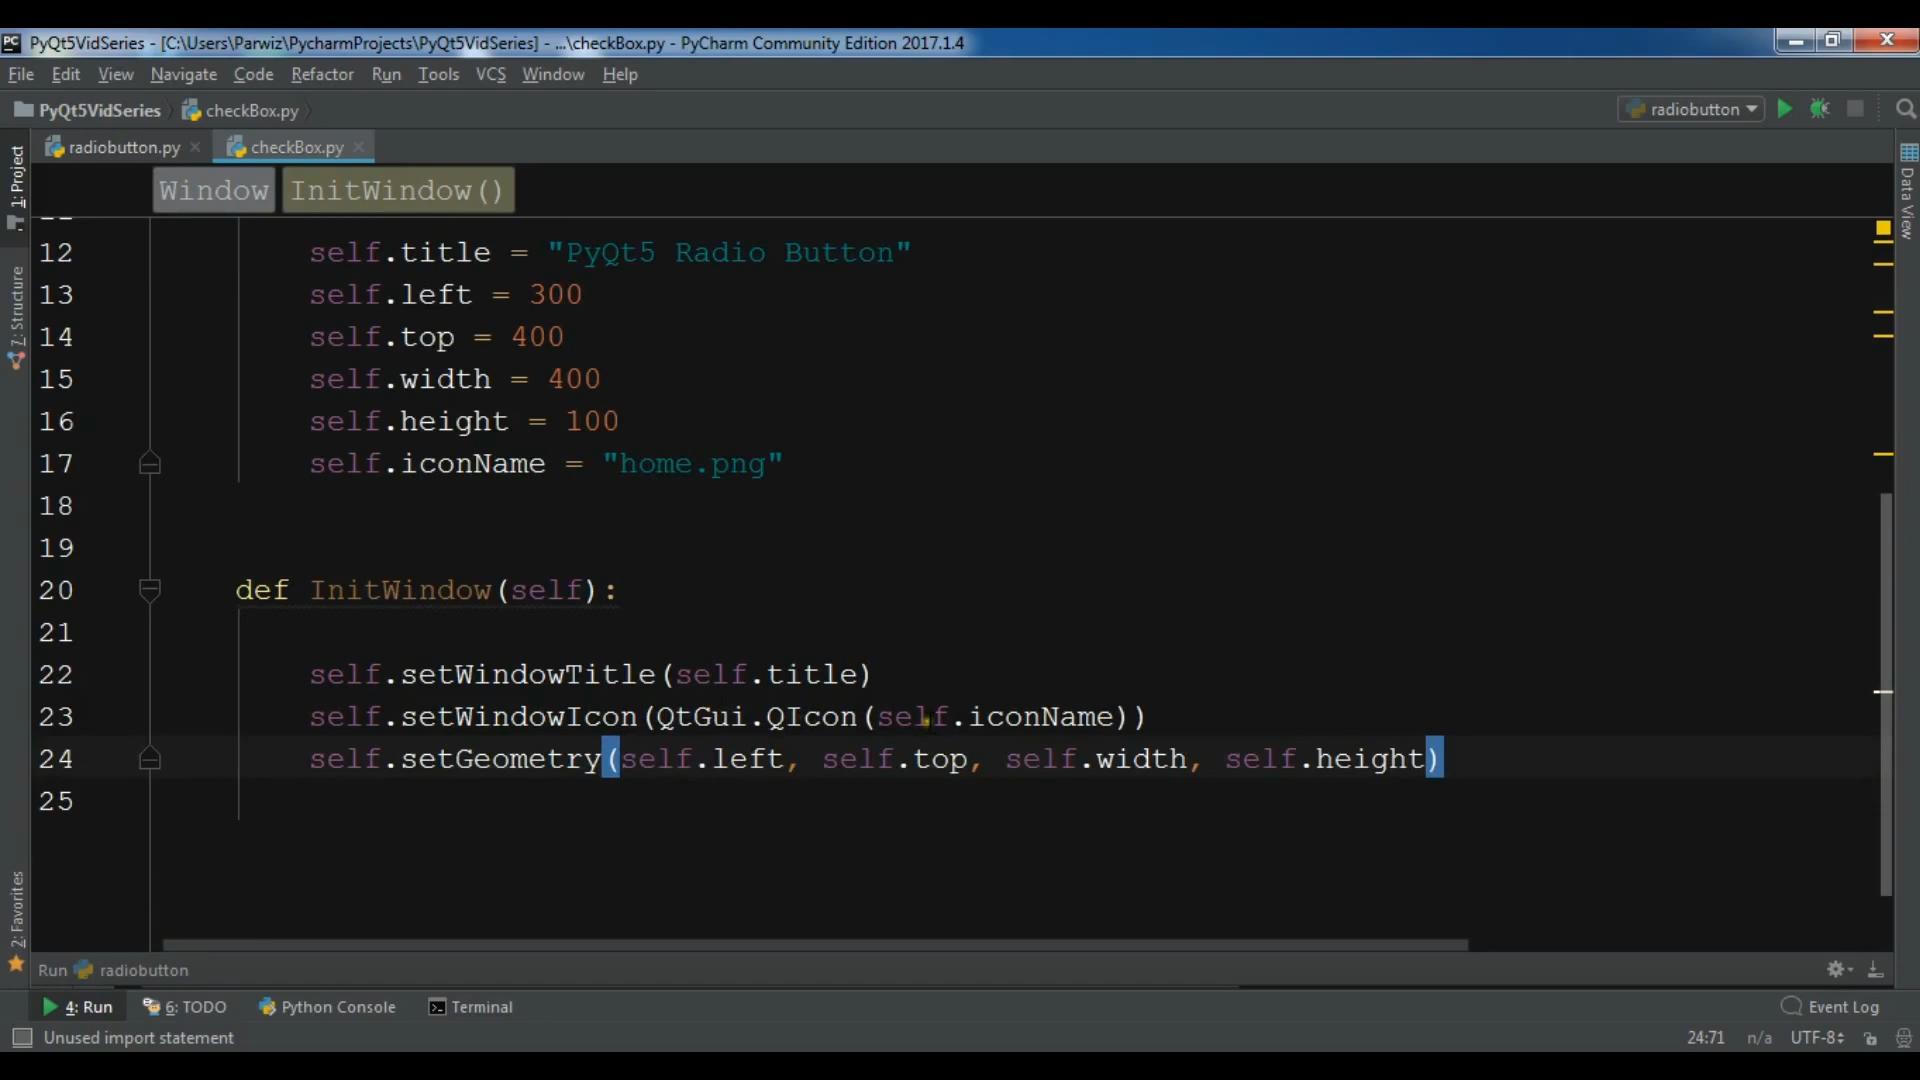 PC PyQt5VidSeries - [C:\Users\Parwiz\PycharmProjects\PyQt5VidSeries] - ...\checkBox.py - PyCharm Community Edition 2017.1.4
File Edit View Navigate Code Refactor Run Tools VCS Window Help
PyQt5VidSeries checkBox.py radiobutton
radiobutton.py checkBox.py
1: Project
7: Structure
2: Favorites
Data View
Window InitWindow()
12 self.title = "PyQt5 Radio Button"
13 self.left = 300
14 self.top = 400
15 self.width = 400
16 self.height = 100
17 self.iconName = "home.png"
18
19
20 def InitWindow(self):
21
22 self.setWindowTitle(self.title)
23 self.setWindowIcon(QtGui.QIcon(self.iconName))
24 self.setGeometry(self.left, self.top, self.width, self.height)
25
Run radiobutton
4: Run 6: TODO Python Console Terminal Event Log
Unused import statement 24:71 n/a UTF-8